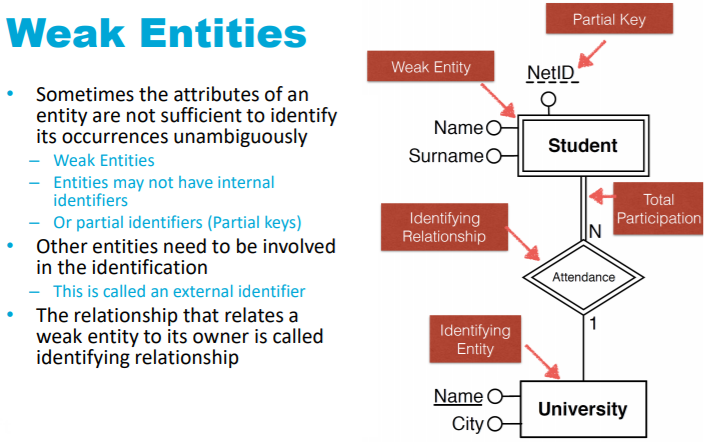 Weak Entities
• Sometimes the attributes of an
entity are not sufficient to identify
its occurrences unambiguously
– Weak Entities
– Entities may not have internal
identifiers
– Or partial identifiers (Partial keys)
• Other entities need to be involved
in the identification
– This is called an external identifier
• The relationship that relates a
weak entity to its owner is called
identifying relationship
Partial Key
Weak Entity
NetID
Name
Surname
Student
Total
Participation
Identifying
Relationship
N
Attendance
1
Identifying
Entity
Name
City
University